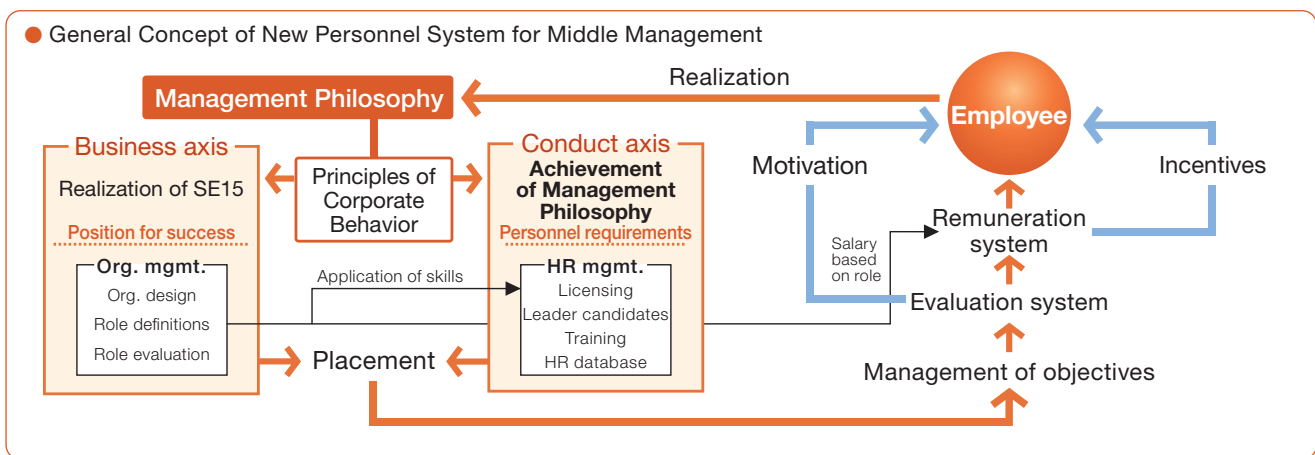 General Concept of New Personnel System for Middle Management
Management Philosophy
Realization
Employee
Business axis
Realization of SE15
Position for success
Org. mgmt.
Org. design
Role definitions
Role evaluation
Principles of
Corporate
Behavior
Conduct axis
Achievement
of Management
Philosophy
Personnel requirements
HR mgmt.
Licensing
Leader candidates
Training
HR database
Application of skills
Placement
Motivation
Incentives
Salary
based
on role
Remuneration
system
Evaluation system
Management of objectives